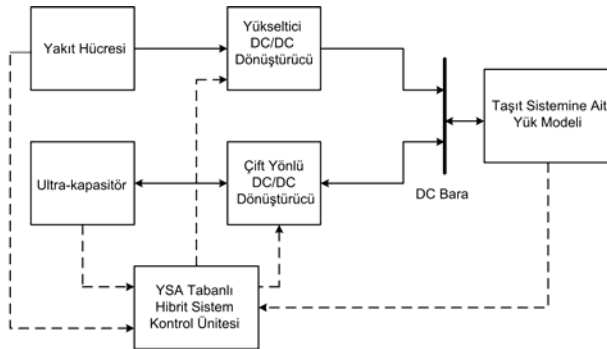 Yakıt Hücresi
Yükseltici
DC/DC
Dönüştürücü
Taşıt Sistemine Ait
Yük Modeli
Ultra-kapasitör
Çift Yönlü
DC/DC
Dönüştürücü
DC Bara
YSA Tabanlı
Hibrit Sistem
Kontrol Ünitesi